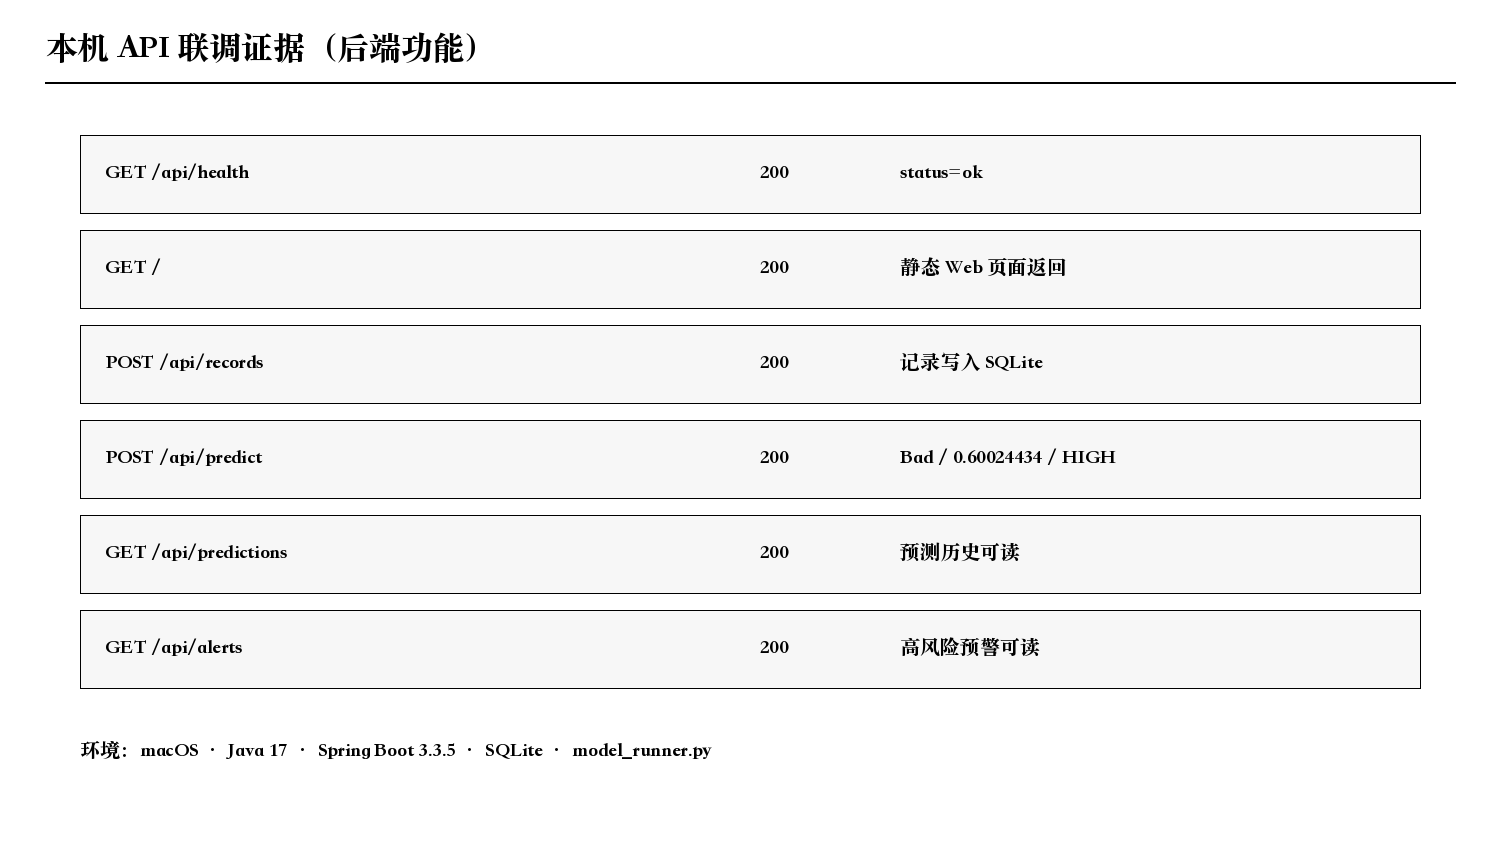 本机 API 联调证据（后端功能）
GET /api/health 200 status=ok
GET / 200 静态 Web 页面返回
POST /api/records 200 记录写入 SQLite
POST /api/predict 200 Bad / 0.60024434 / HIGH
GET /api/predictions 200 预测历史可读
GET /api/alerts 200 高风险预警可读
环境：macOS · Java 17 · Spring Boot 3.3.5 · SQLite · model_runner.py